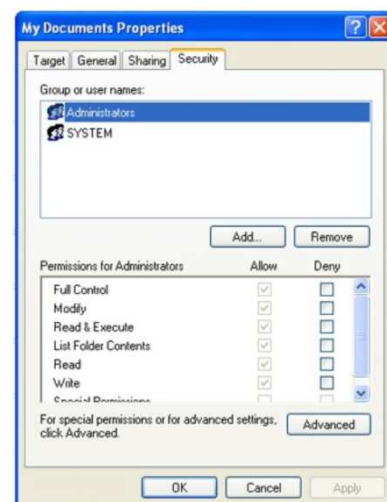 My Documents Properties
Target General Sharing Security
Group or user names:
Administrators
SYSTEM
Add... Remove
Permissions for Administrators Allow Deny
Full Control
Modify
Read & Execute
List Folder Contents
Read
Write
Special Permissions
For special permissions or for advanced settings,
click Advanced.
Advanced
OK Cancel Apply